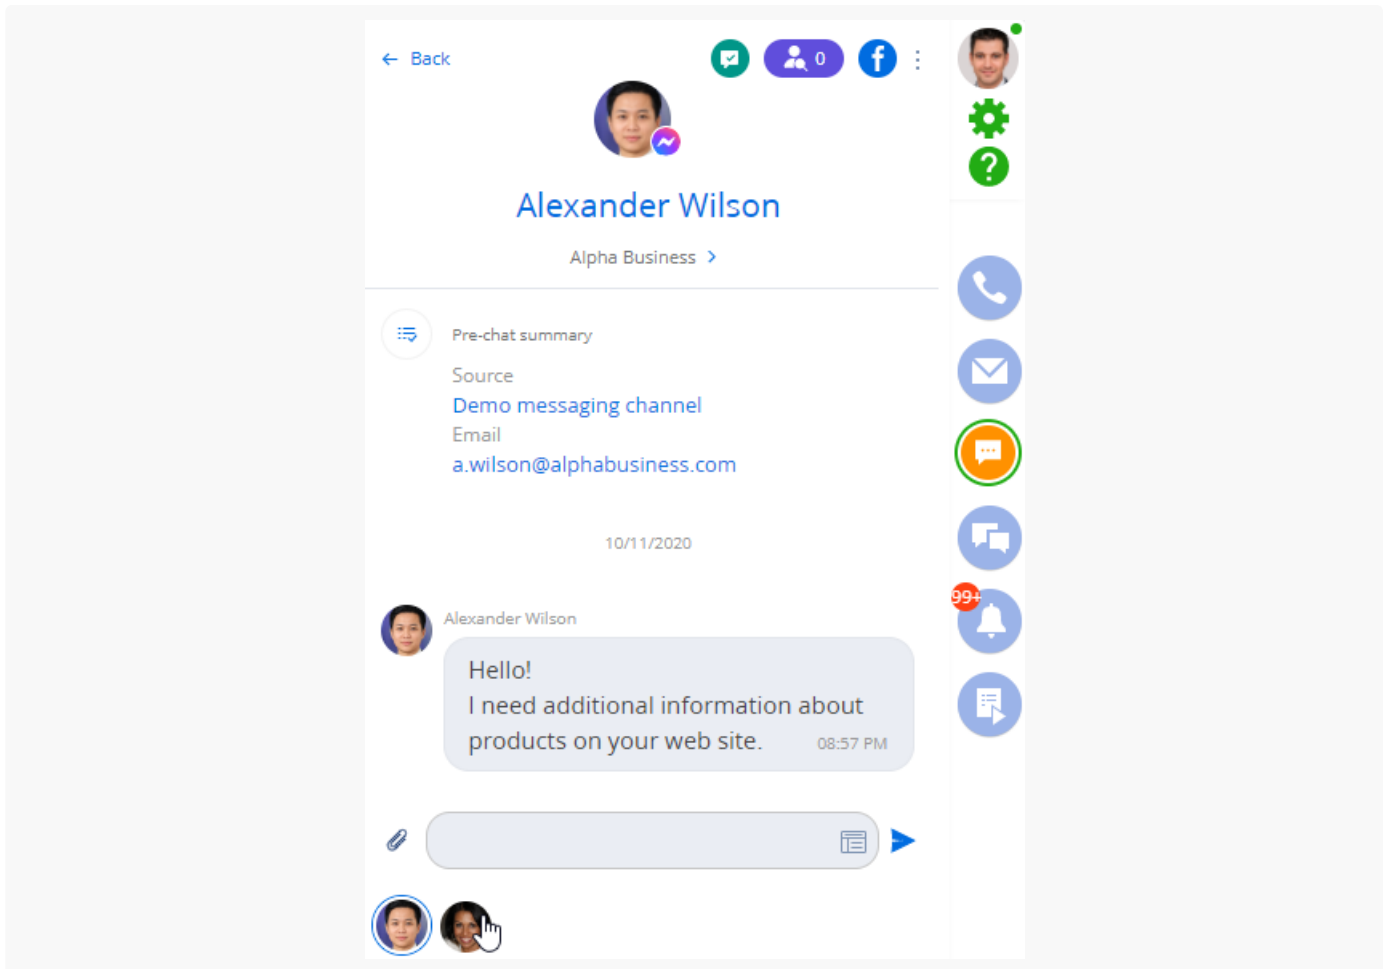 Back
0
Alexander Wilson
Alpha Business
Pre-chat summary
Source
Demo messaging channel
Email
a.wilson@alphabusiness.com
10/11/2020
Alexander Wilson
Hello!
I need additional information about
products on your web site.
08:57 PM
?
99+